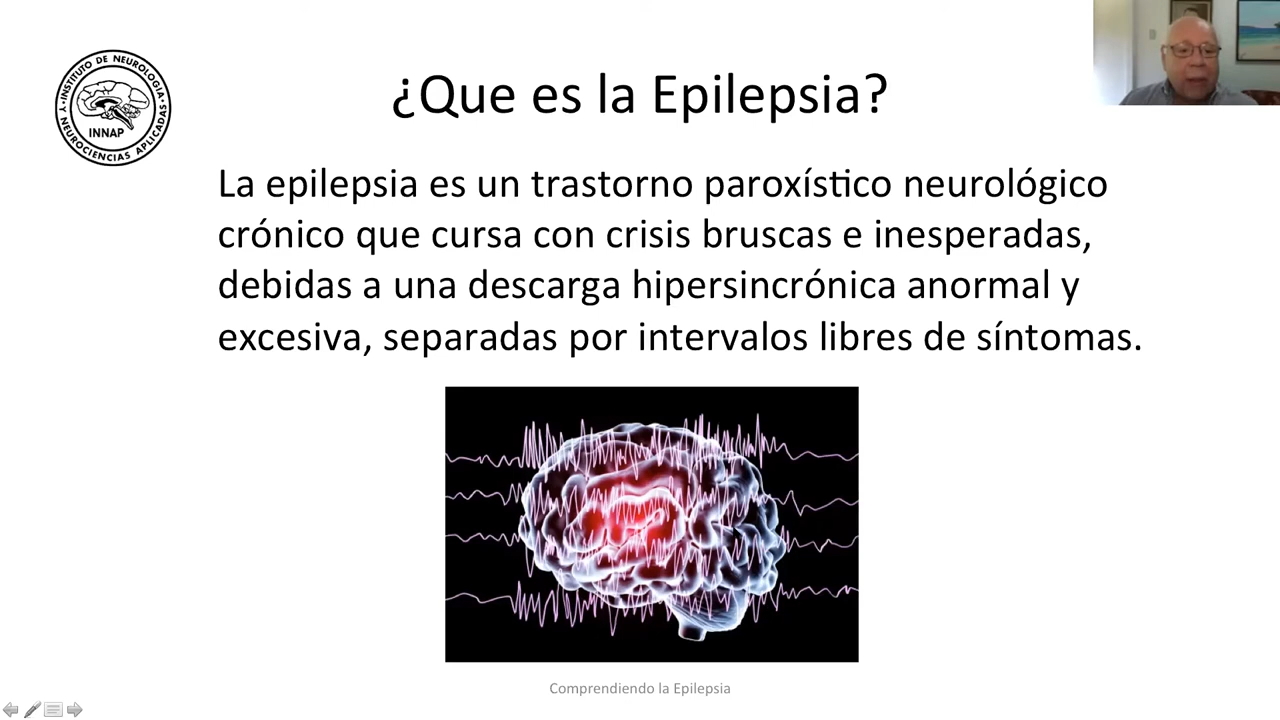 INSTITUTO DE NEUROLOGIA
Y NEUROCIENCIAS APLICADAS
INNAP
¿Que es la Epilepsia?
La epilepsia es un trastorno paroxístico neurológico
crónico que cursa con crisis bruscas e inesperadas,
debidas a una descarga hipersincrónica anormal y
excesiva, separadas por intervalos libres de síntomas.
Comprendiendo la Epilepsia